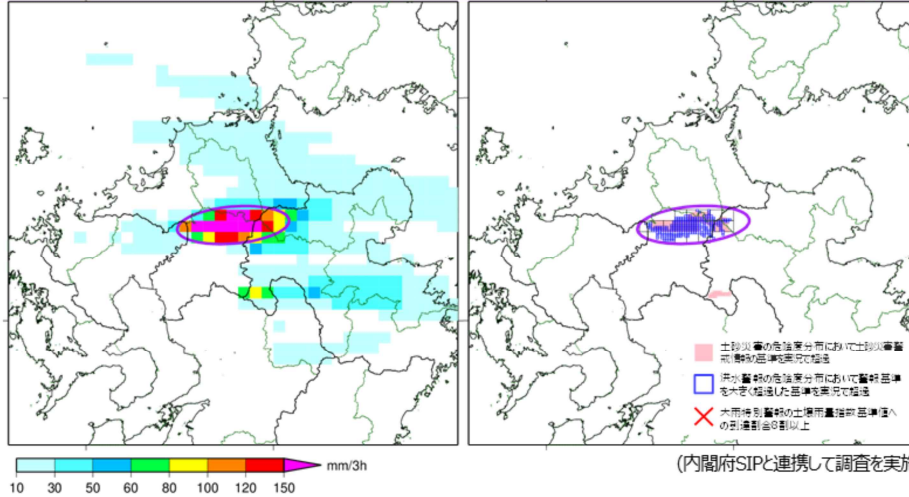 土砂災害の危険度分布において土砂災害警
戒情報の基準を実況で超過
洪水警報の危険度分布において警報基準
を大きく超過した基準を実況で超過
大雨特別警報の土壌雨量指数基準値へ
の到達割合8割以上
mm/3h
10 30 50 60 80 100 120 150
(内閣府SIPと連携して調査を実施